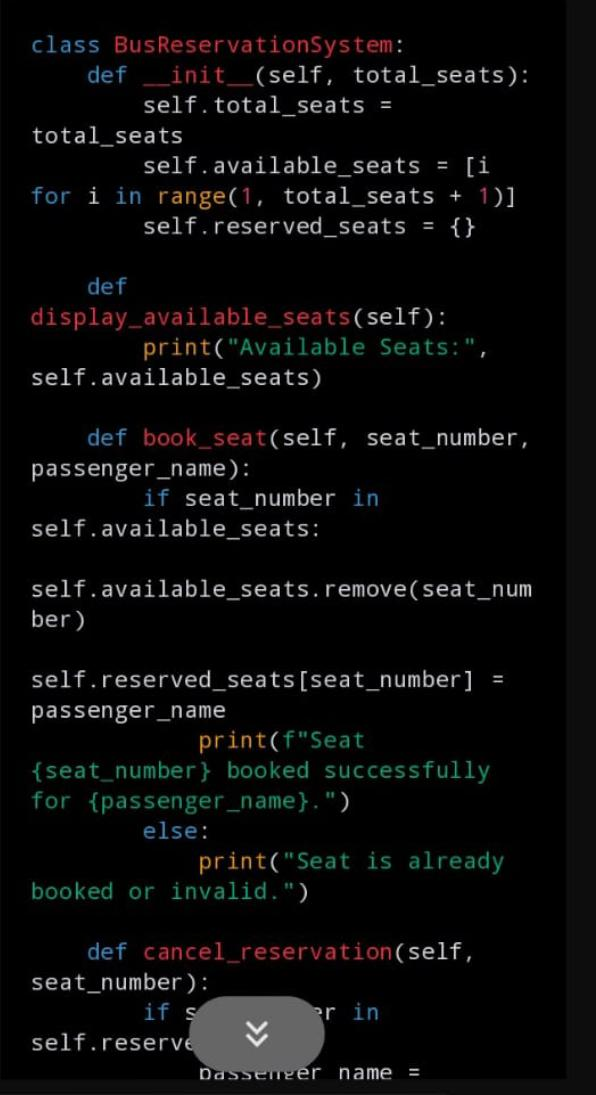 class BusReservationSystem:
    def __init__(self, total_seats):
        self.total_seats =
total_seats
        self.available_seats = [i
for i in range(1, total_seats + 1)]
        self.reserved_seats = {}
    def
display_available_seats(self):
        print("Available Seats:",
self.available_seats)
    def book_seat(self, seat_number,
passenger_name):
        if seat_number in
self.available_seats:
self.available_seats.remove(seat_num
ber)
self.reserved_seats[seat_number] =
passenger_name
            print(f"Seat
{seat_number} booked successfully
for {passenger_name}.")
        else:
            print("Seat is already
booked or invalid.")
    def cancel_reservation(self,
seat_number):
        if in
            passenger_name =